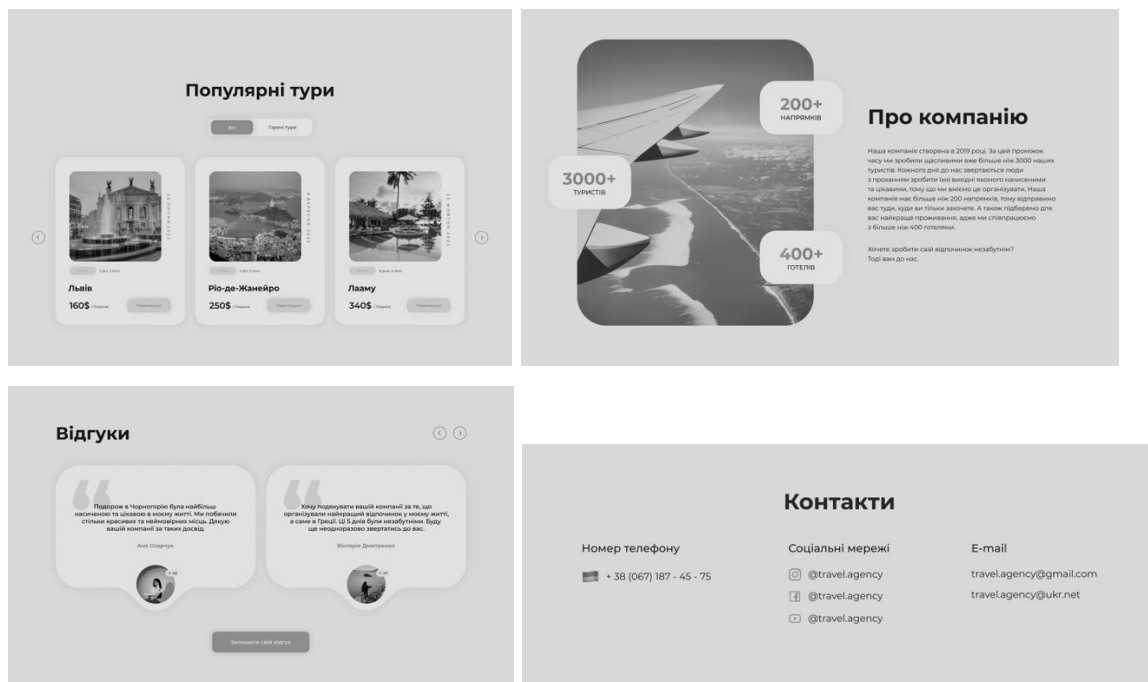 Популярні тури
Всі
Гарячі тури
Львів
160$
Ріо-де-Жанейро
250$
Лааму
340$
200+
НАПРЯМКІВ
3000+
ТУРИСТІВ
400+
ГОТЕЛІВ
Про компанію
Наша компанія створена в 2019 році. За цей проміжок
часу ми зробили щасливими вже більше ніж 3000 наших
туристів. Кожного дня до нас звертаються люди
з проханням зробити їхні вихідні якомога насиченими
та цікавими, тому що ми вміємо це організувати. Наша
компанія має більше ніж 200 напрямків, тому відправимо
вас туди, куди ви тільки захочете. А також підберемо для
вас найкраще проживання, адже ми співпрацюємо
з більше ніж 400 готелями.
Хочете зробити свій відпочинок незабутнім?
Тоді вам до нас.
Відгуки
Подорож в Чорногорію була найбільш
насиченою та цікавою в моєму житті. Ми побачили
стільки красивих та неймовірних місць. Дякую
вашій компанії за таких досвід.
Аня Озарчук
Хочу подякувати вашій компанії за те, що
організували найкращий відпочинок у моєму житті,
а саме в Греції. Ці 5 днів були незабутніми. Буду
ще неодноразово звертатись до вас.
Вікторія Дмитренко
Залишити свій відгук
Контакти
Номер телефону
+ 38 (067) 187 - 45 - 75
Соціальні мережі
@travel.agency
@travel.agency
@travel.agency
E-mail
travel.agency@gmail.com
travel.agency@ukr.net